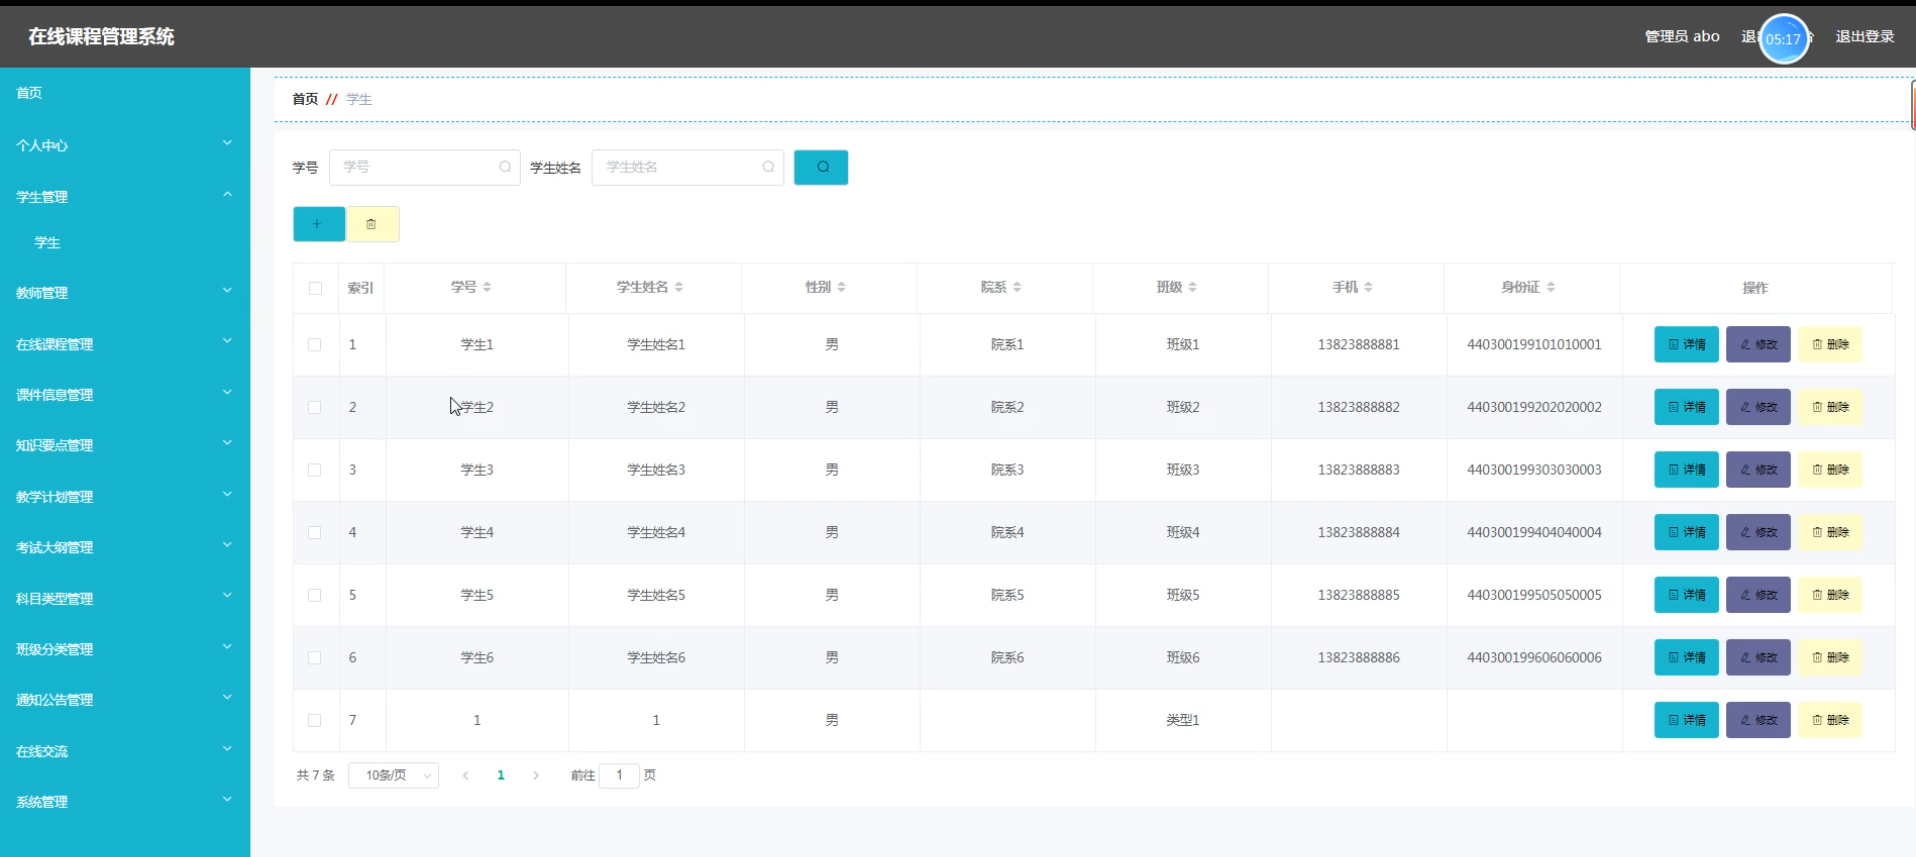 在线课程管理系统
管理员 abo 退 05:17 退出登录
首页
个人中心
学生管理
学生
教师管理
在线课程管理
课件信息管理
知识要点管理
教学计划管理
考试大纲管理
科目类型管理
班级分类管理
通知公告管理
在线交流
系统管理
首页 // 学生
学号 学号 学生姓名 学生姓名
索引 学号 学生姓名 性别 院系 班级 手机 身份证 操作
1 学生1 学生姓名1 男 院系1 班级1 13823888881 440300199101010001 详情 修改 删除
2 学生2 学生姓名2 男 院系2 班级2 13823888882 440300199202020002 详情 修改 删除
3 学生3 学生姓名3 男 院系3 班级3 13823888883 440300199303030003 详情 修改 删除
4 学生4 学生姓名4 男 院系4 班级4 13823888884 440300199404040004 详情 修改 删除
5 学生5 学生姓名5 男 院系5 班级5 13823888885 440300199505050005 详情 修改 删除
6 学生6 学生姓名6 男 院系6 班级6 13823888886 440300199606060006 详情 修改 删除
7 1 1 男 类型1 详情 修改 删除
共 7 条 10条/页 1 前往 1 页